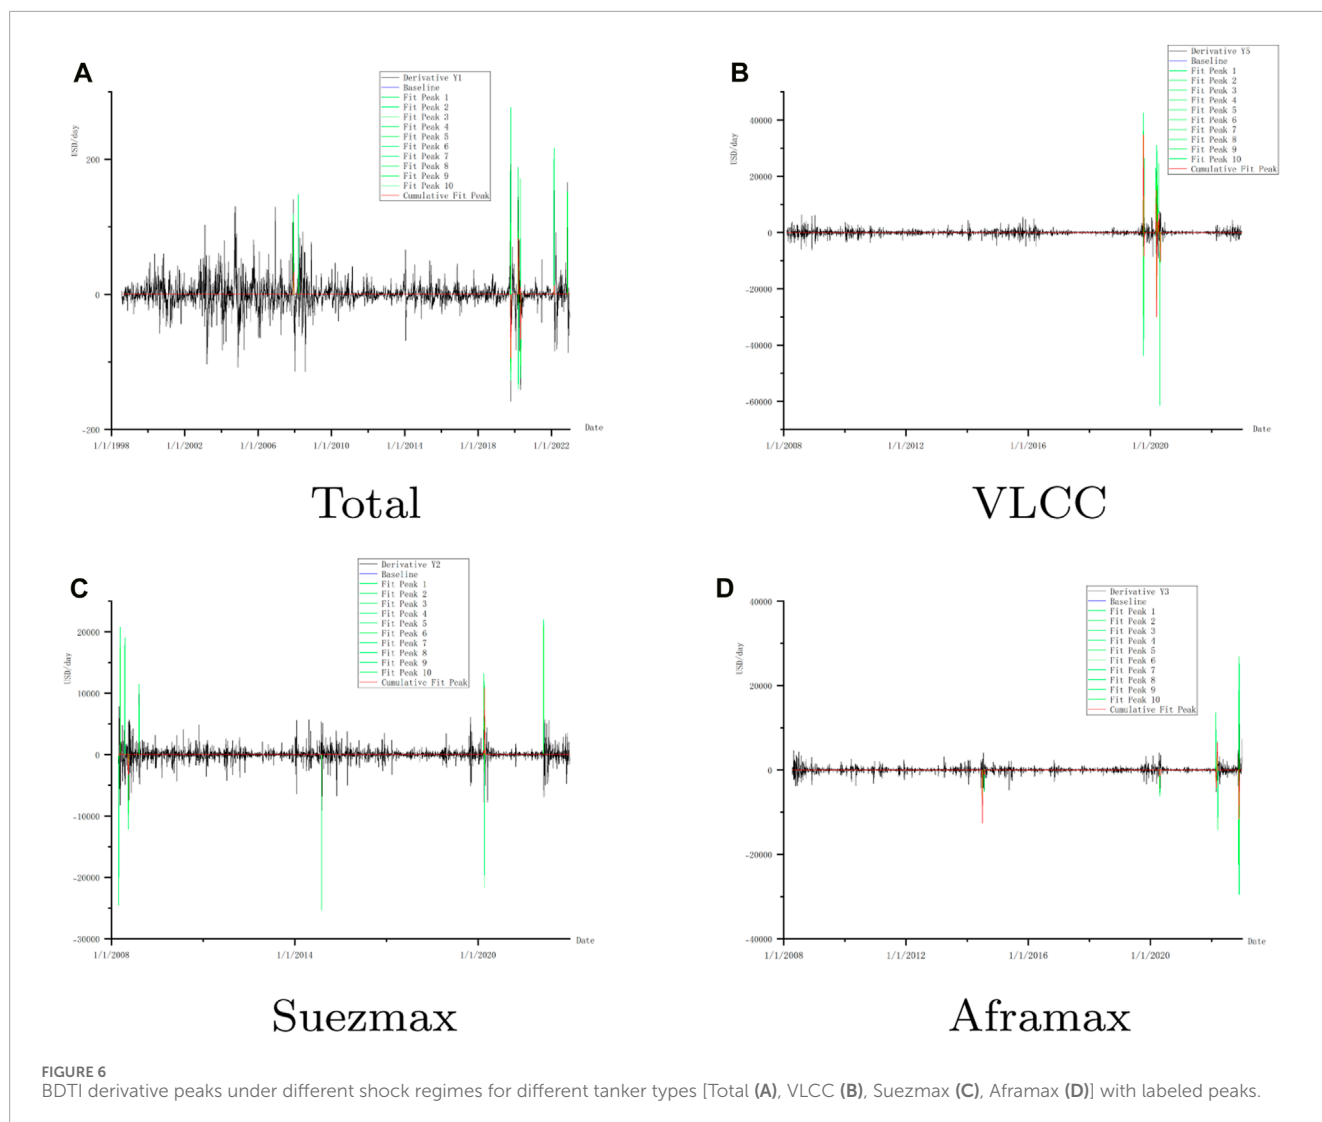 A
Derivative Y1
Baseline
Fit Peak 1
Fit Peak 2
Fit Peak 3
Fit Peak 4
Fit Peak 5
Fit Peak 6
Fit Peak 7
Fit Peak 8
Fit Peak 9
Fit Peak 10
Cumulative Fit Peak
USD/day
200
0
-200
1/1/1998 1/1/2002 1/1/2006 1/1/2010 1/1/2014 1/1/2018 1/1/2022
Date
Total
B
Derivative Y5
Baseline
Fit Peak 1
Fit Peak 2
Fit Peak 3
Fit Peak 4
Fit Peak 5
Fit Peak 6
Fit Peak 7
Fit Peak 8
Fit Peak 9
Fit Peak 10
Cumulative Fit Peak
USD/day
40000
20000
0
-20000
-40000
-60000
1/1/2008 1/1/2012 1/1/2016 1/1/2020
Date
VLCC
C
Derivative Y2
Baseline
Fit Peak 1
Fit Peak 2
Fit Peak 3
Fit Peak 4
Fit Peak 5
Fit Peak 6
Fit Peak 7
Fit Peak 8
Fit Peak 9
Fit Peak 10
Cumulative Fit Peak
USD/day
20000
10000
0
-10000
-20000
-30000
1/1/2008 1/1/2014 1/1/2020
Date
Suezmax
D
Derivative Y3
Baseline
Fit Peak 1
Fit Peak 2
Fit Peak 3
Fit Peak 4
Fit Peak 5
Fit Peak 6
Fit Peak 7
Fit Peak 8
Fit Peak 9
Fit Peak 10
Cumulative Fit Peak
USD/day
40000
20000
0
-20000
-40000
1/1/2008 1/1/2012 1/1/2016 1/1/2020
Date
Aframax
FIGURE 6
BDTI derivative peaks under different shock regimes for different tanker types [Total (A), VLCC (B), Suezmax (C), Aframax (D)] with labeled peaks.